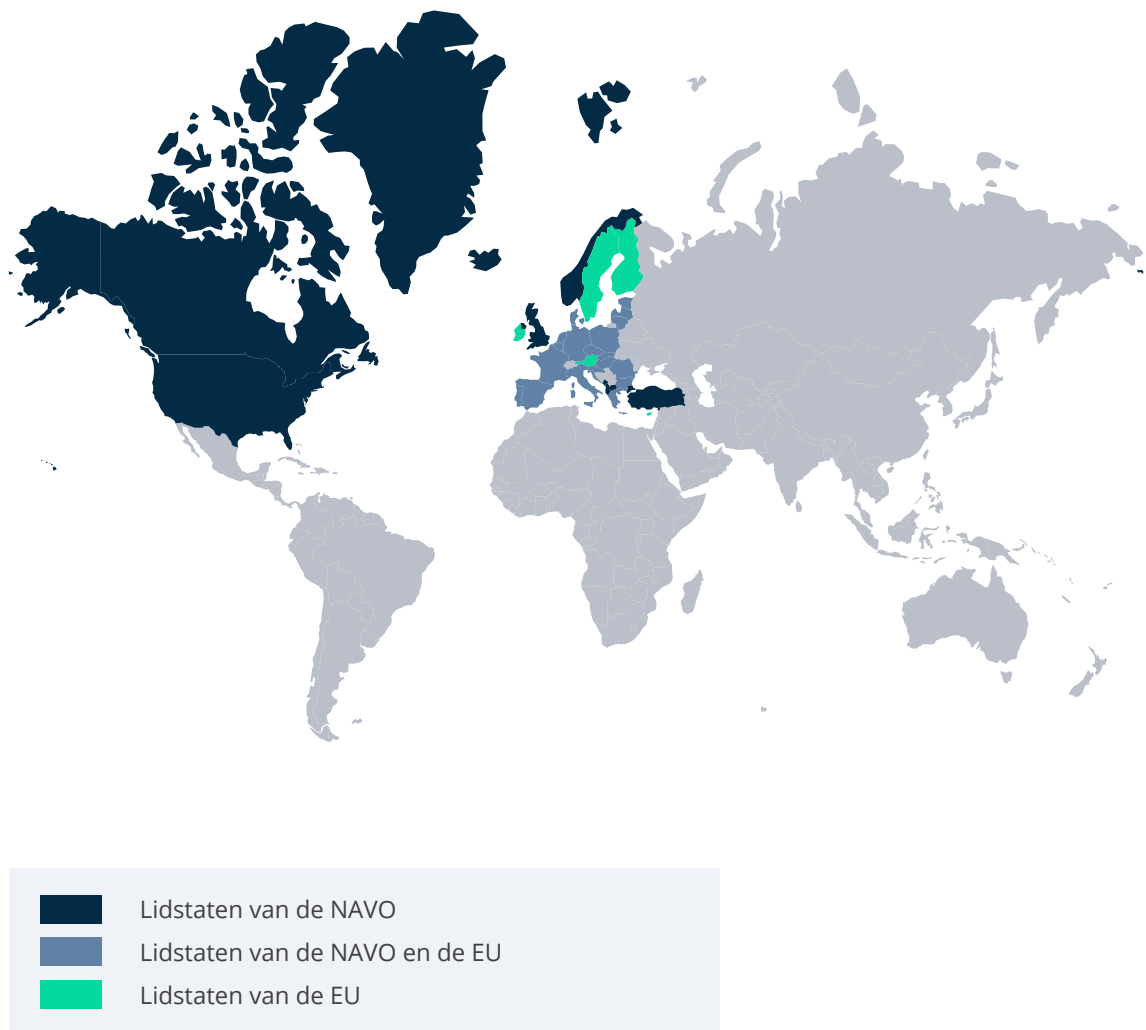 Lidstaten van de NAVO
Lidstaten van de NAVO en de EU
Lidstaten van de EU